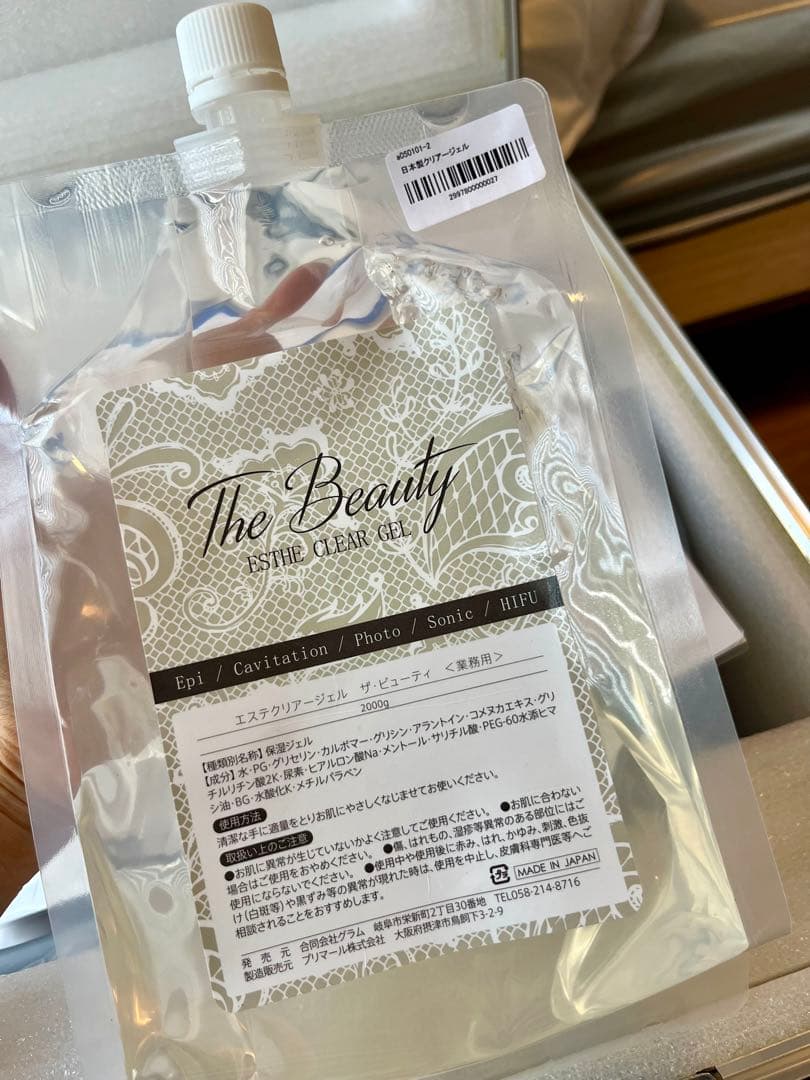 a050101-2
日本製クリアージェル
2997800000027
The Beauty
ESTHE CLEAR GEL
Epi / Cavitation / Photo / Sonic / HIFU
エステクリアージェル ザ・ビューティ <業務用>
2000g
【種類別名称】保湿ジェル
【成分】水・PG・グリセリン・カルボマー・グリシン・アラントイン・コメヌカエキス・グリ
チルリチン酸2K・尿素・ヒアルロン酸Na・メントール・サリチル酸・PEG-60水添ヒマ
シ油・BG・水酸化K・メチルパラベン
使用方法
清潔な手に適量をとりお肌にやさしくなじませてお使いください。
取扱い上のご注意
●お肌に異常が生じていないかよく注意してご使用ください。 ●お肌に合わない
場合はご使用をおやめください。 ●傷、はれもの、湿疹等異常のある部位にはご
使用にならないでください。 ●使用中や使用後に赤み、はれ、かゆみ、刺激、色抜
け(白斑等)や黒ずみ等の異常が現れた時は、使用を中止し、皮膚科専門医等へご
相談されることをおすすめします。
プラ
MADE IN JAPAN
発売元 合同会社グラム 岐阜市栄新町2丁目30番地 TEL058-214-8716
製造販売元 プリマール株式会社 大阪府摂津市鳥飼下3-2-9